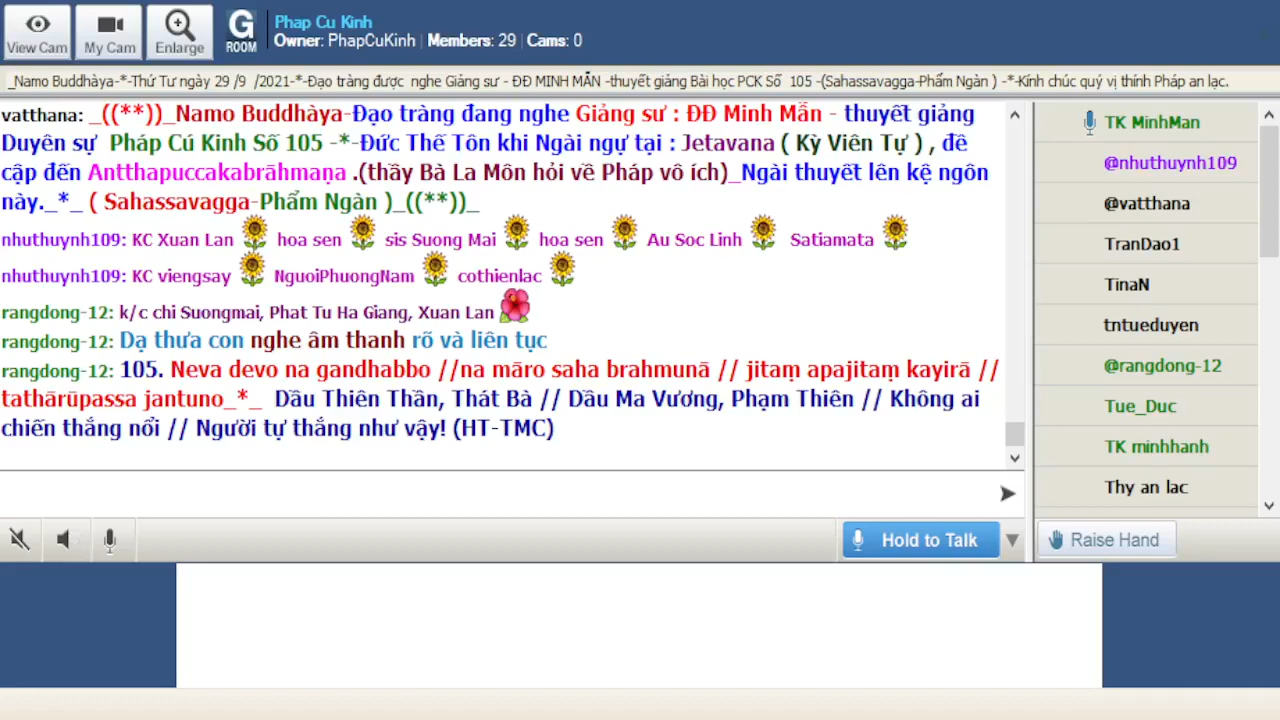 View Cam
My Cam
Enlarge
G
ROOM
Phap Cu Kinh
Owner: PhapCuKinh | Members: 29 | Cams: 0
_Namo Buddhàya-*-Thứ Tư ngày 29 /9 /2021-*-Đạo tràng được nghe Giảng sư - ĐĐ MINH MẪN -thuyết giảng Bài học PCK Số 105 -(Sahassavagga-Phẩm Ngàn ) -*-Kính chúc quý vị thính Pháp an lạc.
vatthana: _((**))_Namo Buddhàya-Đạo tràng đang nghe Giảng sư : ĐĐ Minh Mẫn - thuyết giảng
Duyên sự Pháp Cú Kinh Số 105 -*-Đức Thế Tôn khi Ngài ngự tại : Jetavana ( Kỳ Viên Tự ) , đề
cập đến Antthapuccakabrāhmaṇa .(thầy Bà La Môn hỏi về Pháp vô ích)_Ngài thuyết lên kệ ngôn
này._*_ ( Sahassavagga-Phẩm Ngàn )_((**))_
nhuthuynh109: KC Xuan Lan hoa sen sis Suong Mai hoa sen Au Soc Linh Satiamata
nhuthuynh109: KC viengsay NguoiPhuongNam cothienlac
rangdong-12: k/c chi Suongmai, Phat Tu Ha Giang, Xuan Lan
rangdong-12: Dạ thưa con nghe âm thanh rõ và liên tục
rangdong-12: 105. Neva devo na gandhabbo //na māro saha brahmunā // jitaṃ apajitaṃ kayirā //
tathārūpassa jantuno_*_ Dầu Thiên Thần, Thát Bà // Dầu Ma Vương, Phạm Thiên // Không ai
chiến thắng nổi // Người tự thắng như vậy! (HT-TMC)
TK MinhMan
@nhuthuynh109
@vatthana
TranDao1
TinaN
tntueduyen
@rangdong-12
Tue_Duc
TK minhhanh
Thy an lac
Hold to Talk
Raise Hand